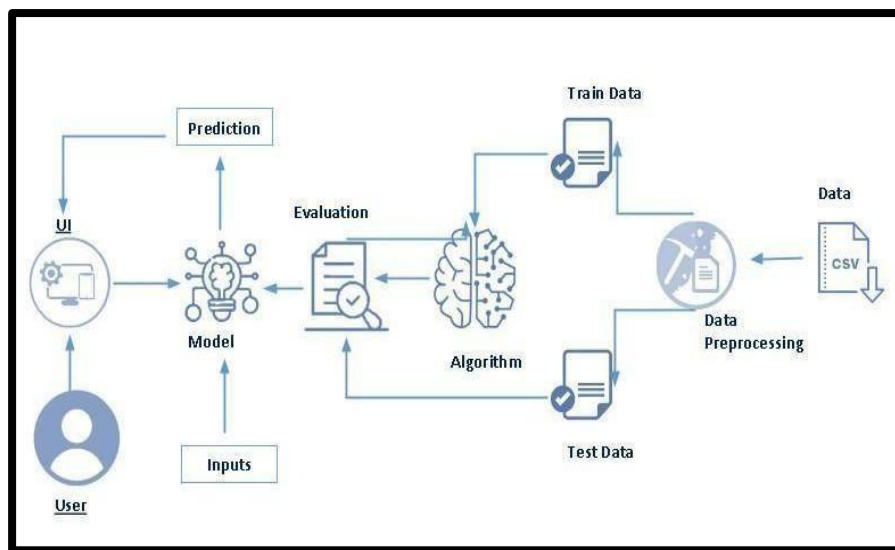 Train Data
Prediction
Data
Evaluation
UI
CSV
Data
Preprocessing
Model
Algorithm
Test Data
Inputs
User